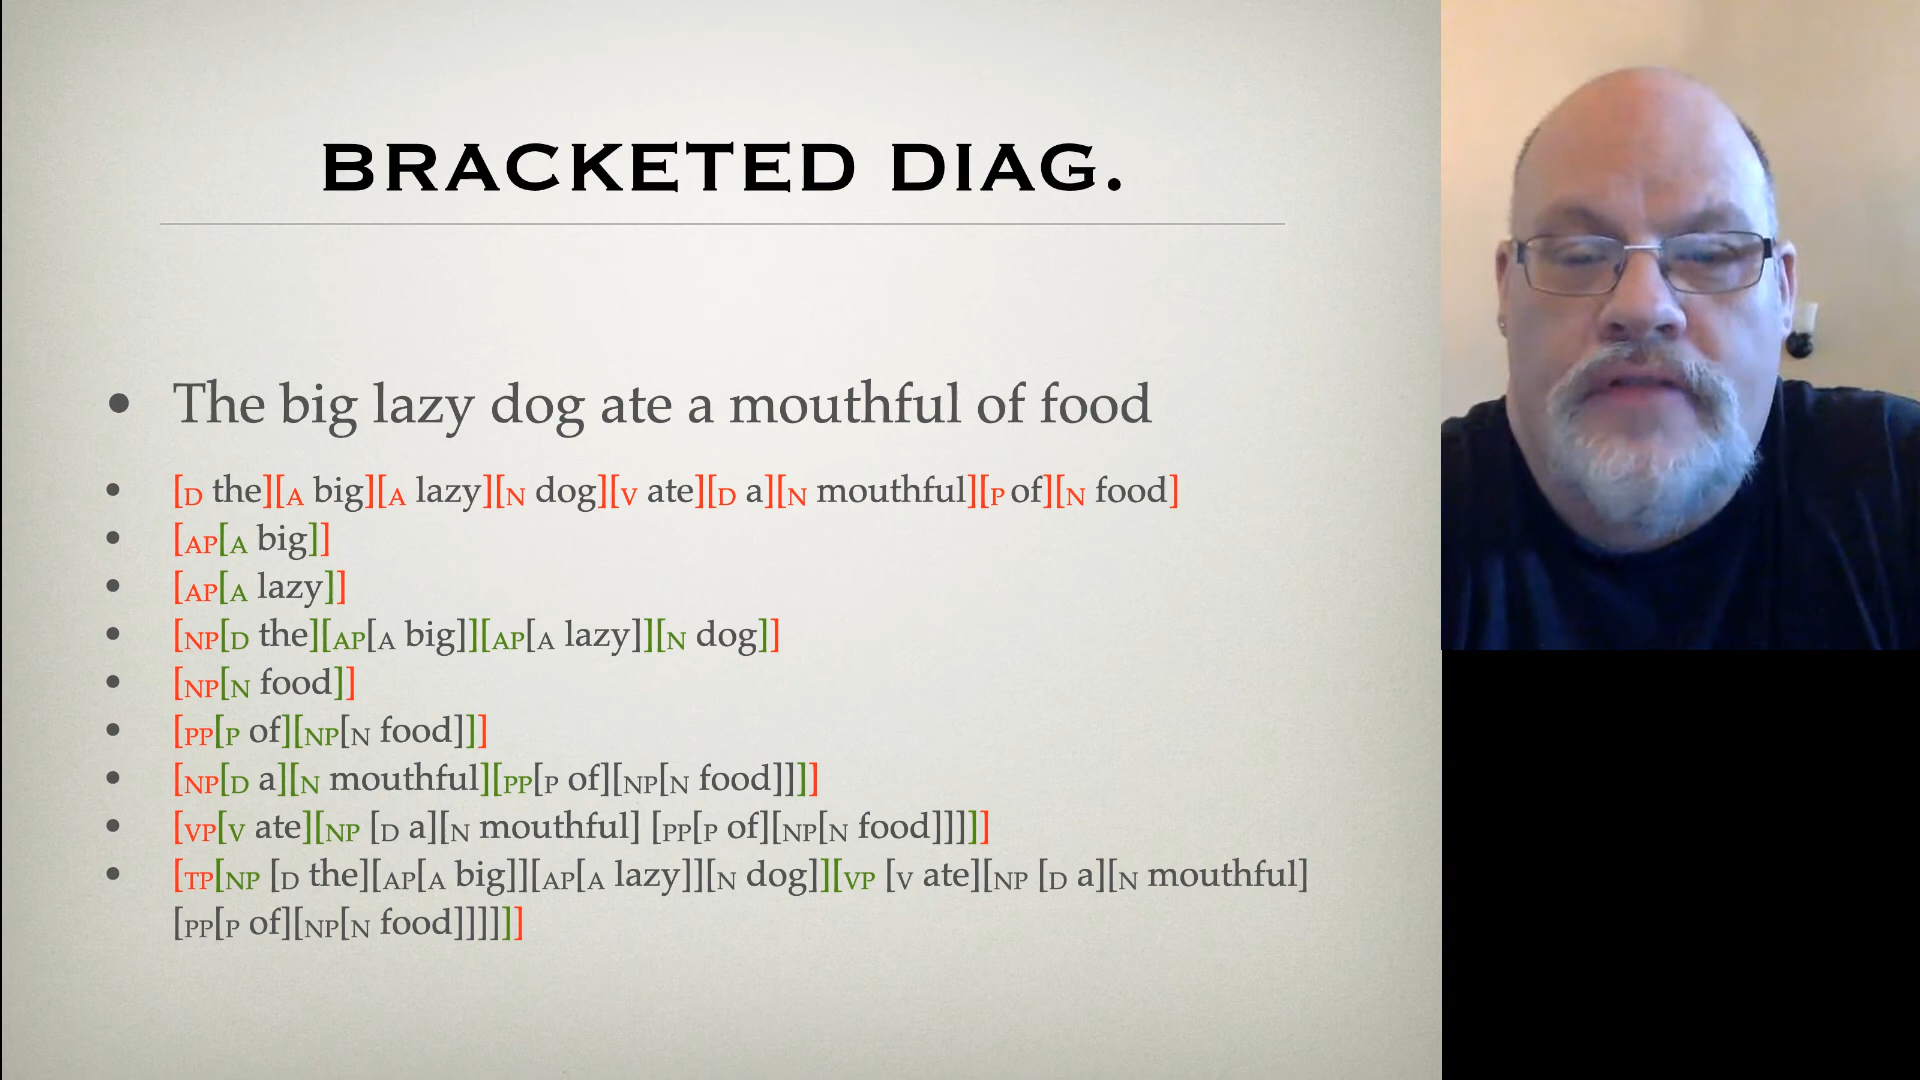 BRACKETED DIAG.
• The big lazy dog ate a mouthful of food
• [D the][A big][A lazy][N dog][V ate][D a][N mouthful][P of][N food]
• [AP[A big]]
• [AP[A lazy]]
• [NP[D the][AP[A big]][AP[A lazy]][N dog]]
• [NP[N food]]
• [PP[P of][NP[N food]]]
• [NP[D a][N mouthful][PP[P of][NP[N food]]]]
• [VP[V ate][NP [D a][N mouthful] [PP[P of][NP[N food]]]]]
• [TP[NP [D the][AP[A big]][AP[A lazy]][N dog]][VP [V ate][NP [D a][N mouthful]
[PP[P of][NP[N food]]]]]]